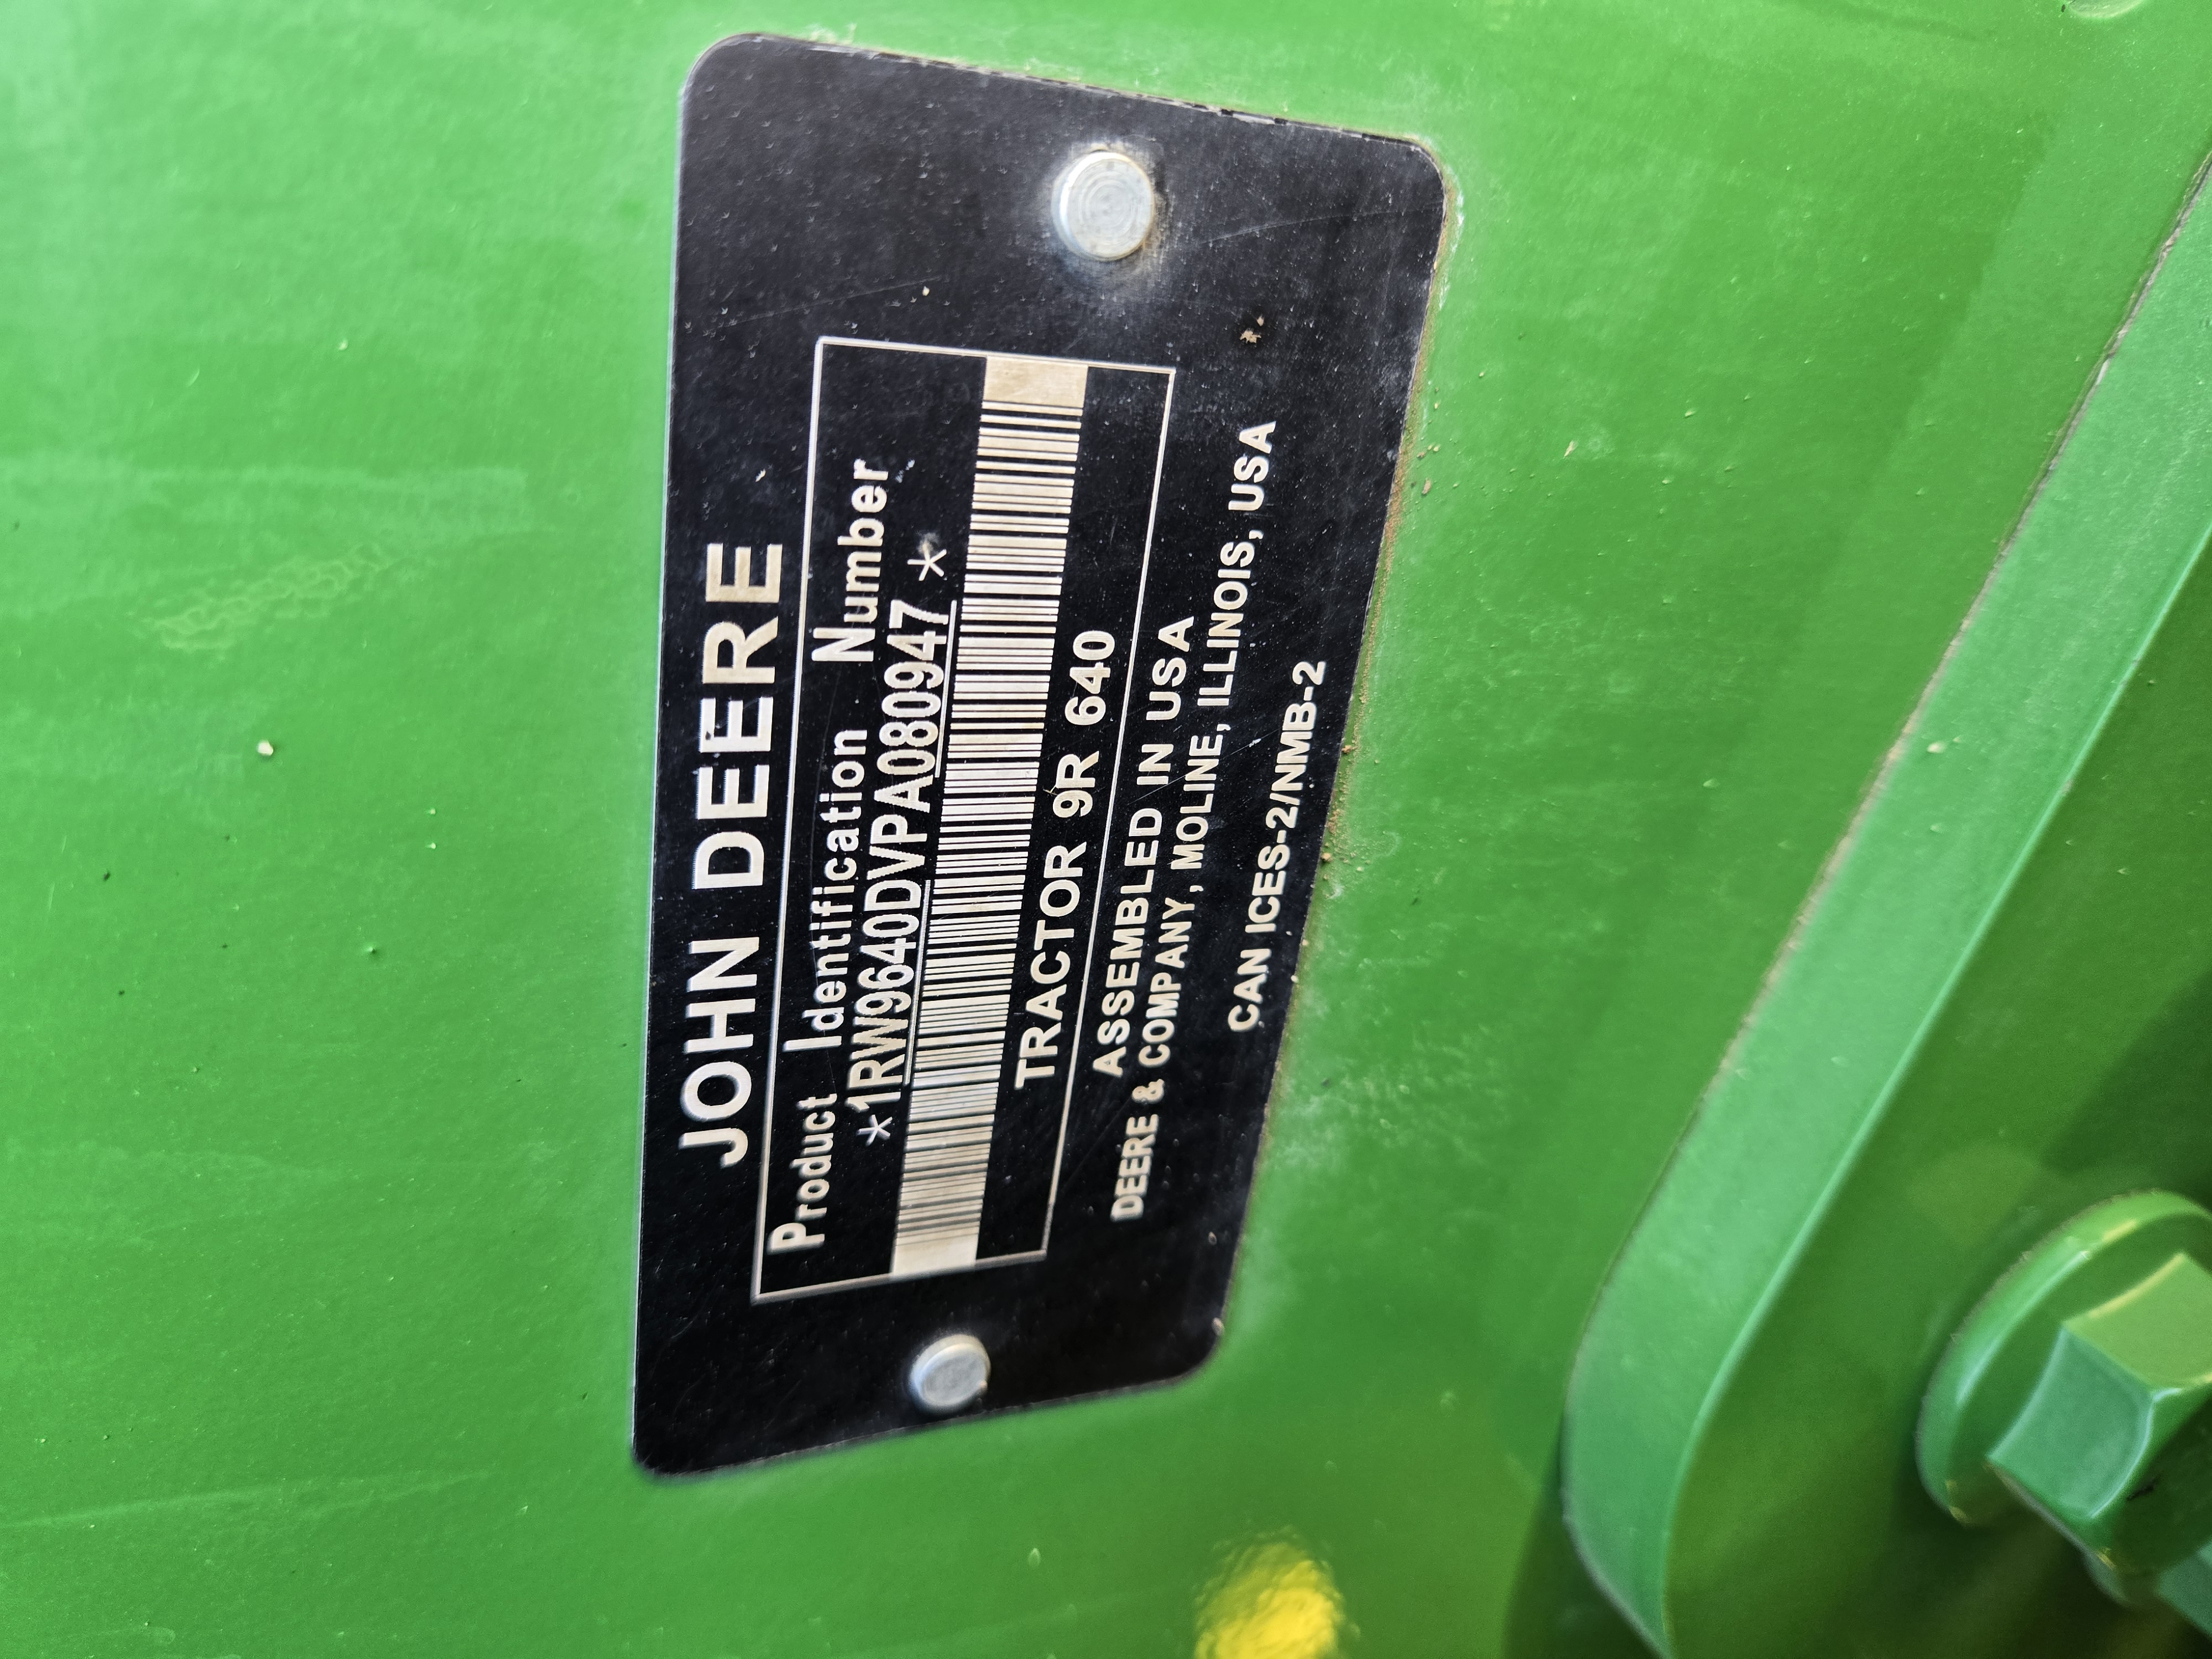 JOHN DEERE
Product Identification Number
*1RW9640DVPA080947*
TRACTOR 9R 640
ASSEMBLED IN USA
DEERE & COMPANY, MOLINE, ILLINOIS, USA
CAN ICES-2/NMB-2